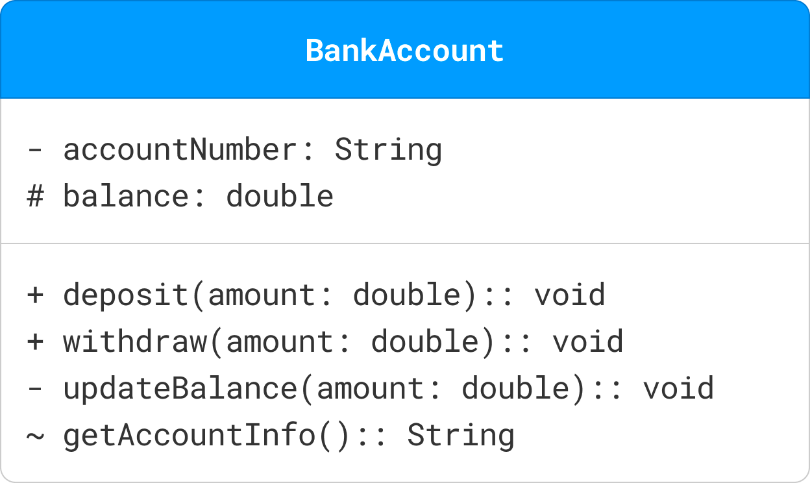 BankAccount
- accountNumber: String
# balance: double
+ deposit(amount: double):: void
+ withdraw(amount: double):: void
- updateBalance(amount: double):: void
~ getAccountInfo():: String